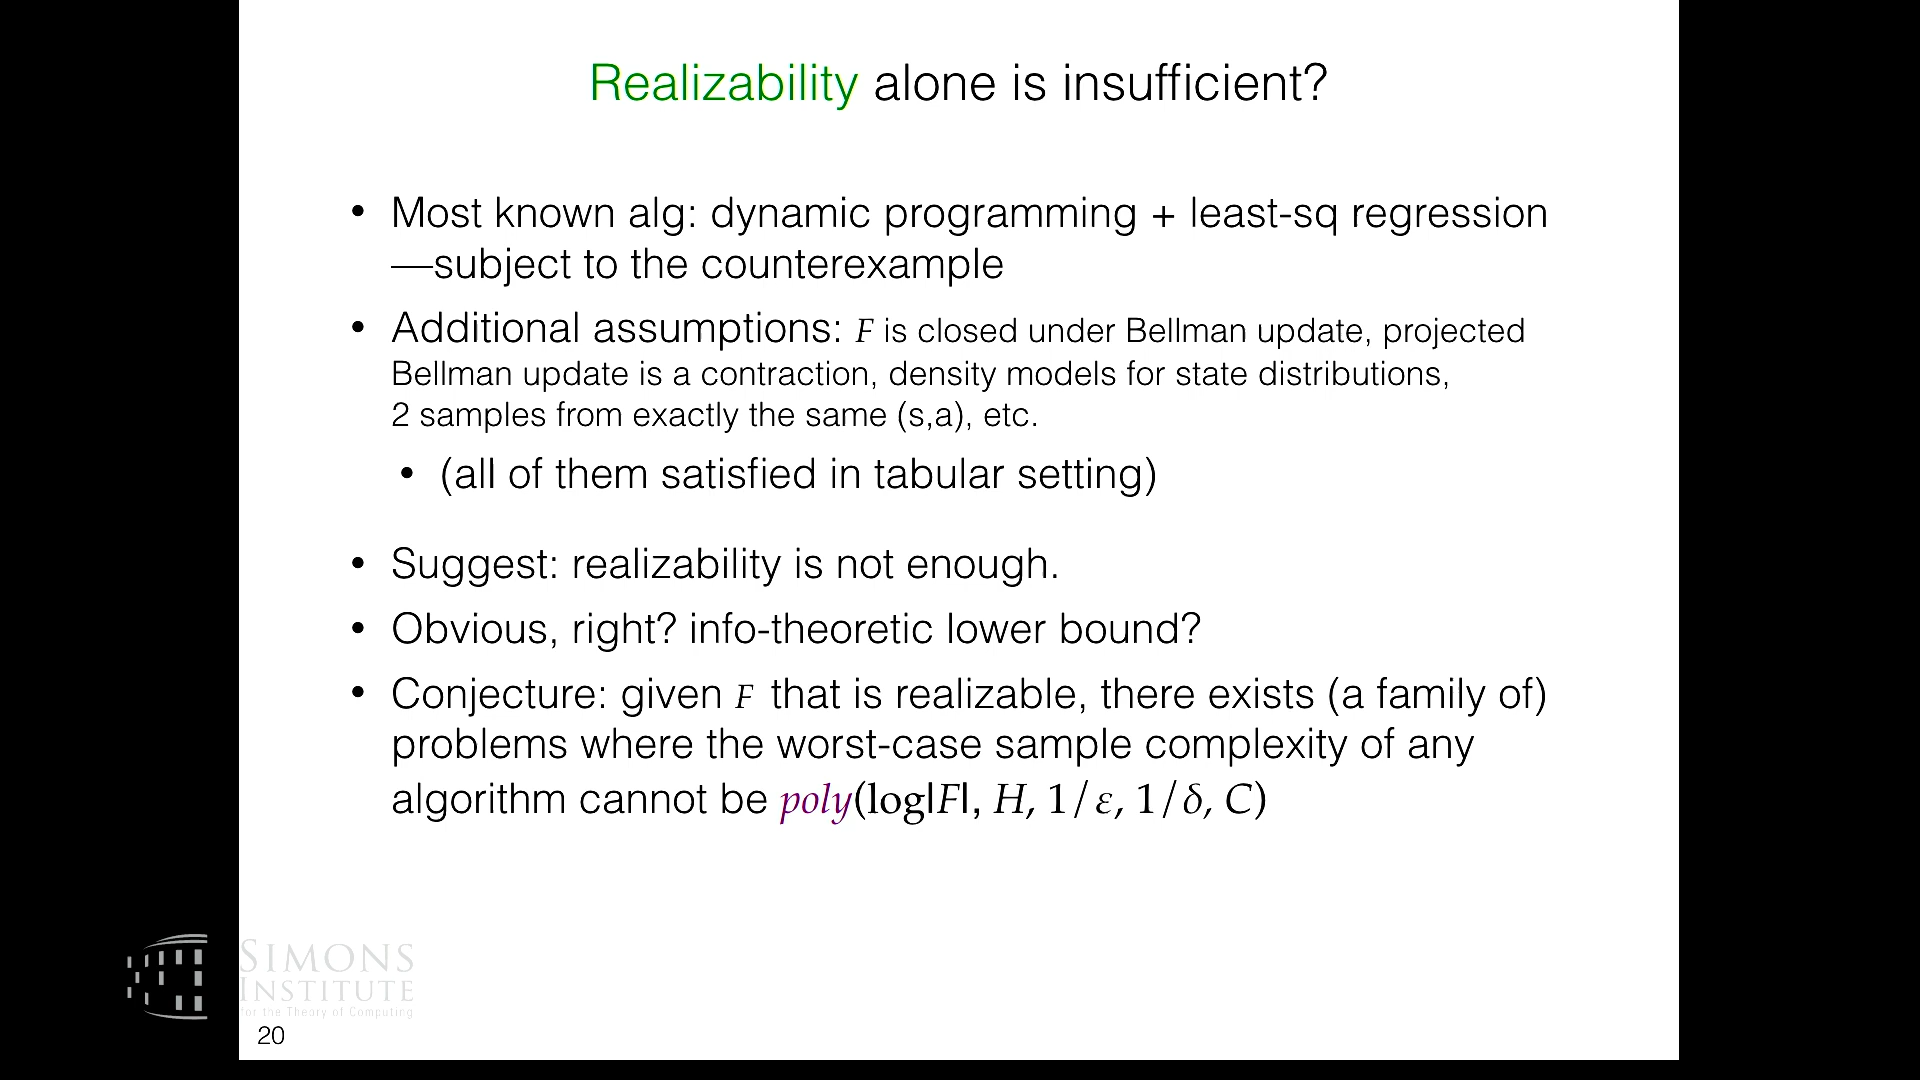 Realizability alone is insufficient?
• Most known alg: dynamic programming + least-sq regression
—subject to the counterexample
• Additional assumptions: F is closed under Bellman update, projected
Bellman update is a contraction, density models for state distributions,
2 samples from exactly the same (s,a), etc.
• (all of them satisfied in tabular setting)
• Suggest: realizability is not enough.
• Obvious, right? info-theoretic lower bound?
• Conjecture: given F that is realizable, there exists (a family of)
problems where the worst-case sample complexity of any
algorithm cannot be poly(log|F|, H, 1/ε, 1/δ, C)
SIMONS
INSTITUTE
for the Theory of Computing
20